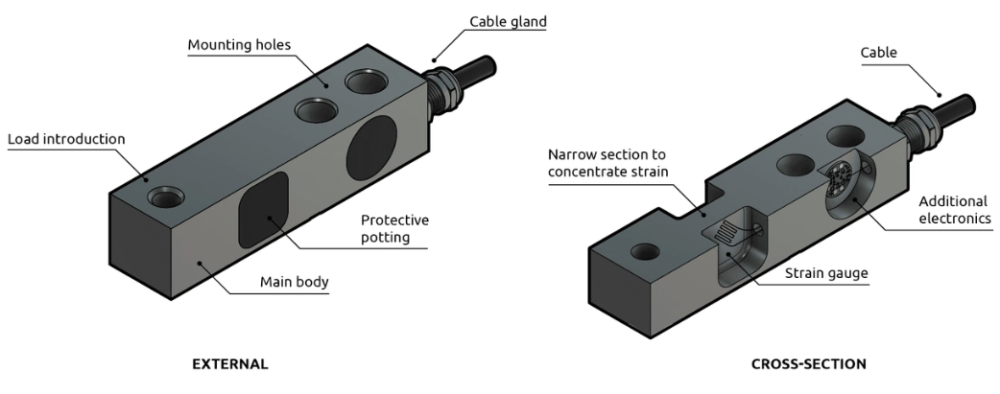 Cable gland
Mounting holes
Load introduction
Protective
potting
Main body
EXTERNAL
Cable
Narrow section to
concentrate strain
Additional
electronics
Strain gauge
CROSS-SECTION